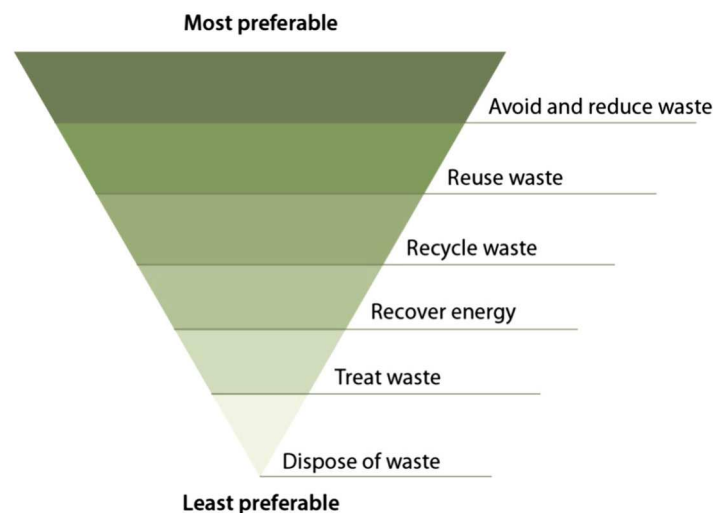 Most preferable
Avoid and reduce waste
Reuse waste
Recycle waste
Recover energy
Treat waste
Dispose of waste
Least preferable